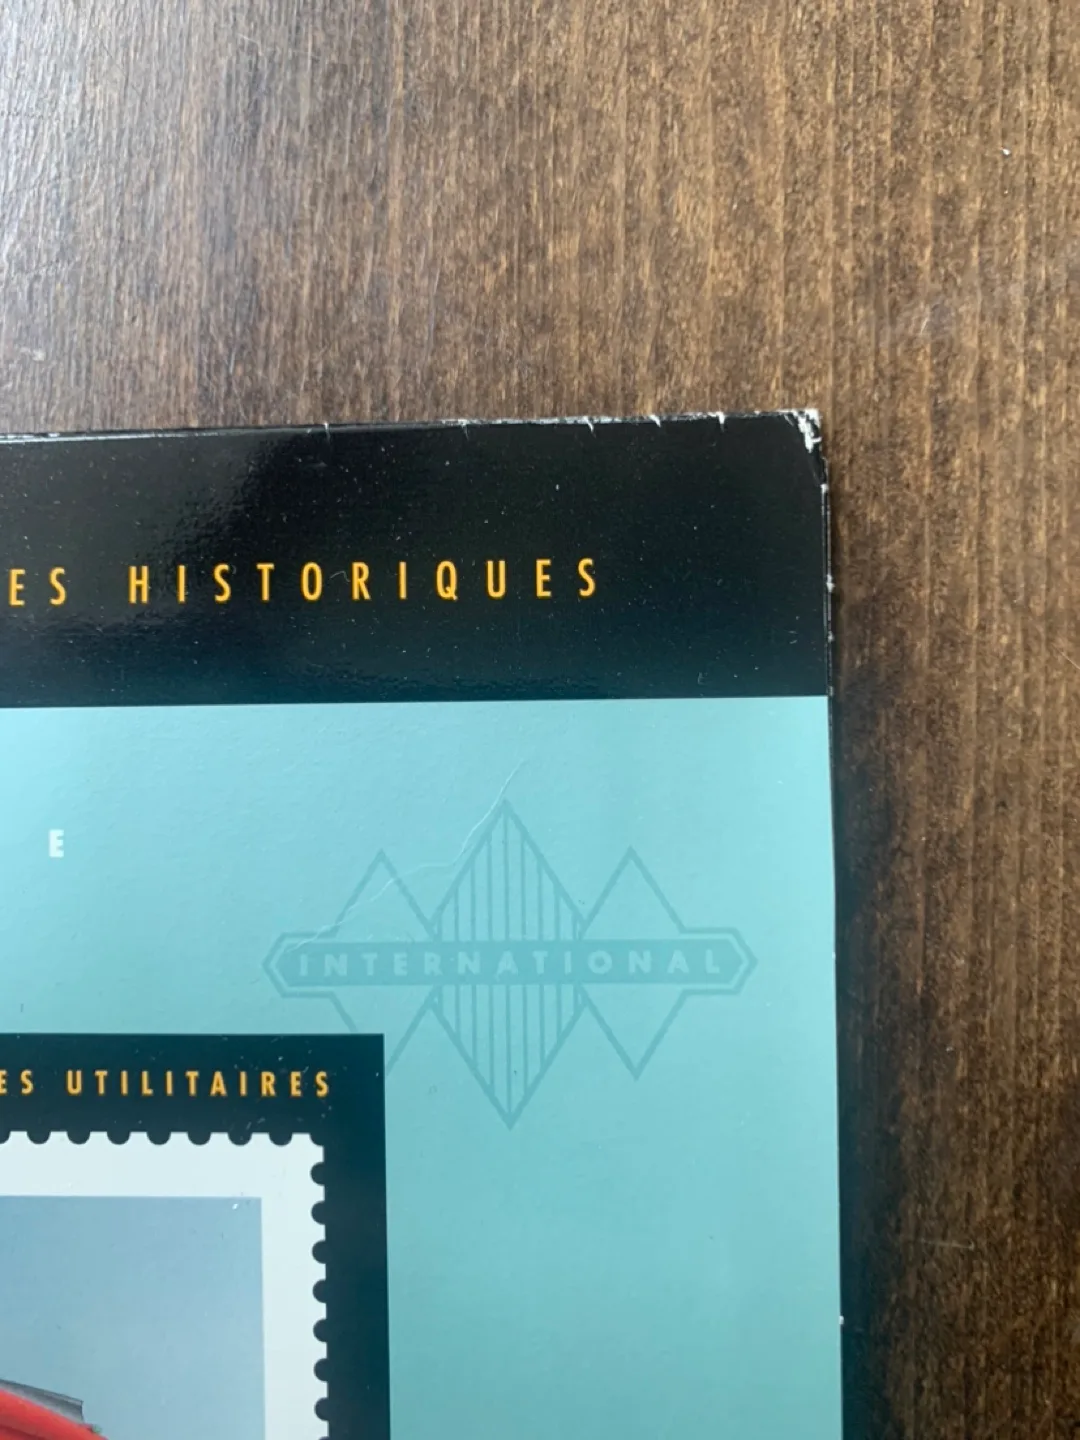 ES HISTORIQUES
E
INTERNATIONAL
ES UTILITAIRES